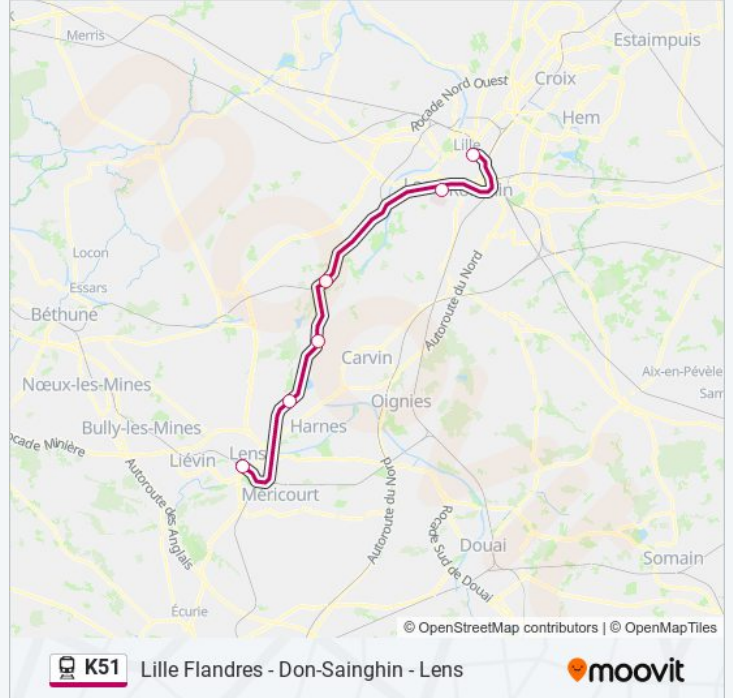 Merris
Estaimpuis
Croix
Rocade Nord Ouest
Hem
Lille
Locon
Essars
Béthune
Autoroute du Nord
Carvin
Aix-en-Pévèle
Nœux-les-Mines
Sam
Oignies
Bully-les-Mines
Harnes
ocade Minière
Liévin
Lens
Méricourt
Autoroute des Anglais
Autoroute du Nord
Rocade Sud de Douai
Douai
Somain
Écurie
© OpenStreetMap contributors | © OpenMapTiles
K51 Lille Flandres - Don-Sainghin - Lens
moovit